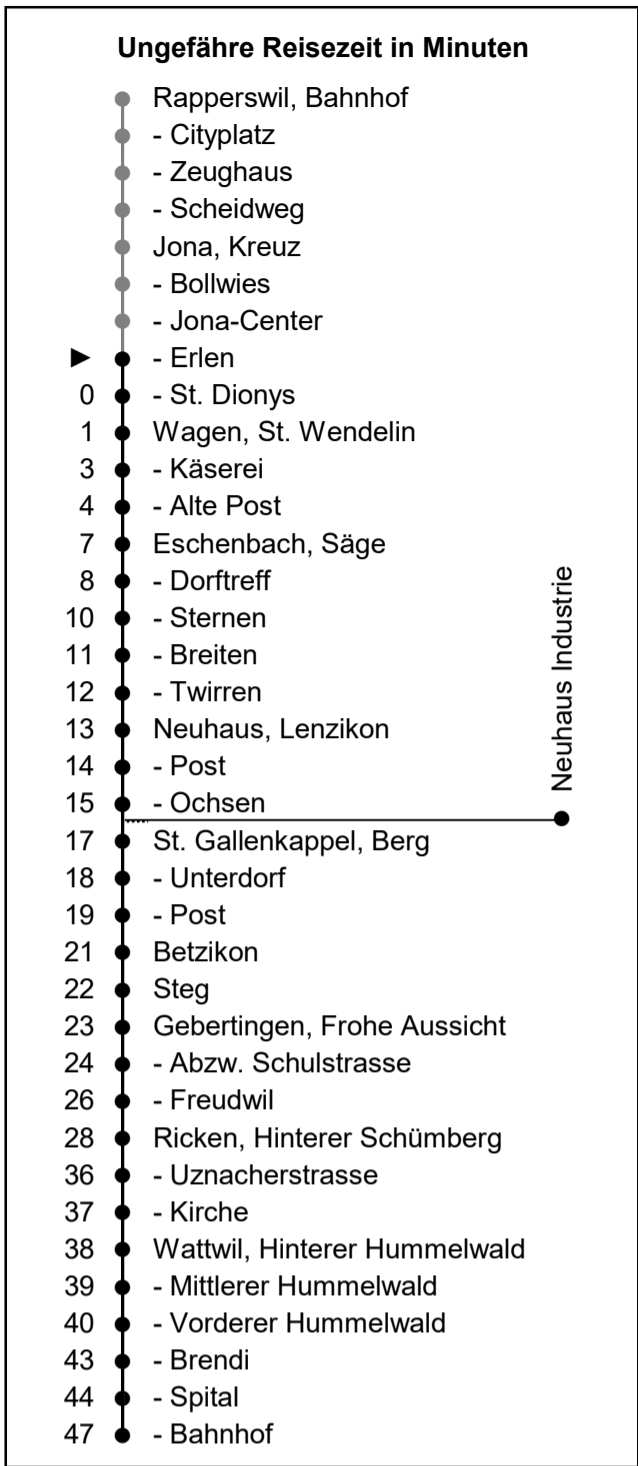 Ungefähre Reisezeit in Minuten
Rapperswil, Bahnhof
- Cityplatz
- Zeughaus
- Scheidweg
Jona, Kreuz
- Bollwies
- Jona-Center
► - Erlen
0 - St. Dionys
1 Wagen, St. Wendelin
3 - Käserei
4 - Alte Post
7 Eschenbach, Säge
8 - Dorftreff
10 - Sternen
11 - Breiten
12 - Twirren
13 Neuhaus, Lenzikon
14 - Post
15 - Ochsen
Neuhaus Industrie
17 St. Gallenkappel, Berg
18 - Unterdorf
19 - Post
21 Betzikon
22 Steg
23 Gebertingen, Frohe Aussicht
24 - Abzw. Schulstrasse
26 - Freudwil
28 Ricken, Hinterer Schümberg
36 - Uznacherstrasse
37 - Kirche
38 Wattwil, Hinterer Hummelwald
39 - Mittlerer Hummelwald
40 - Vorderer Hummelwald
43 - Brendi
44 - Spital
47 - Bahnhof